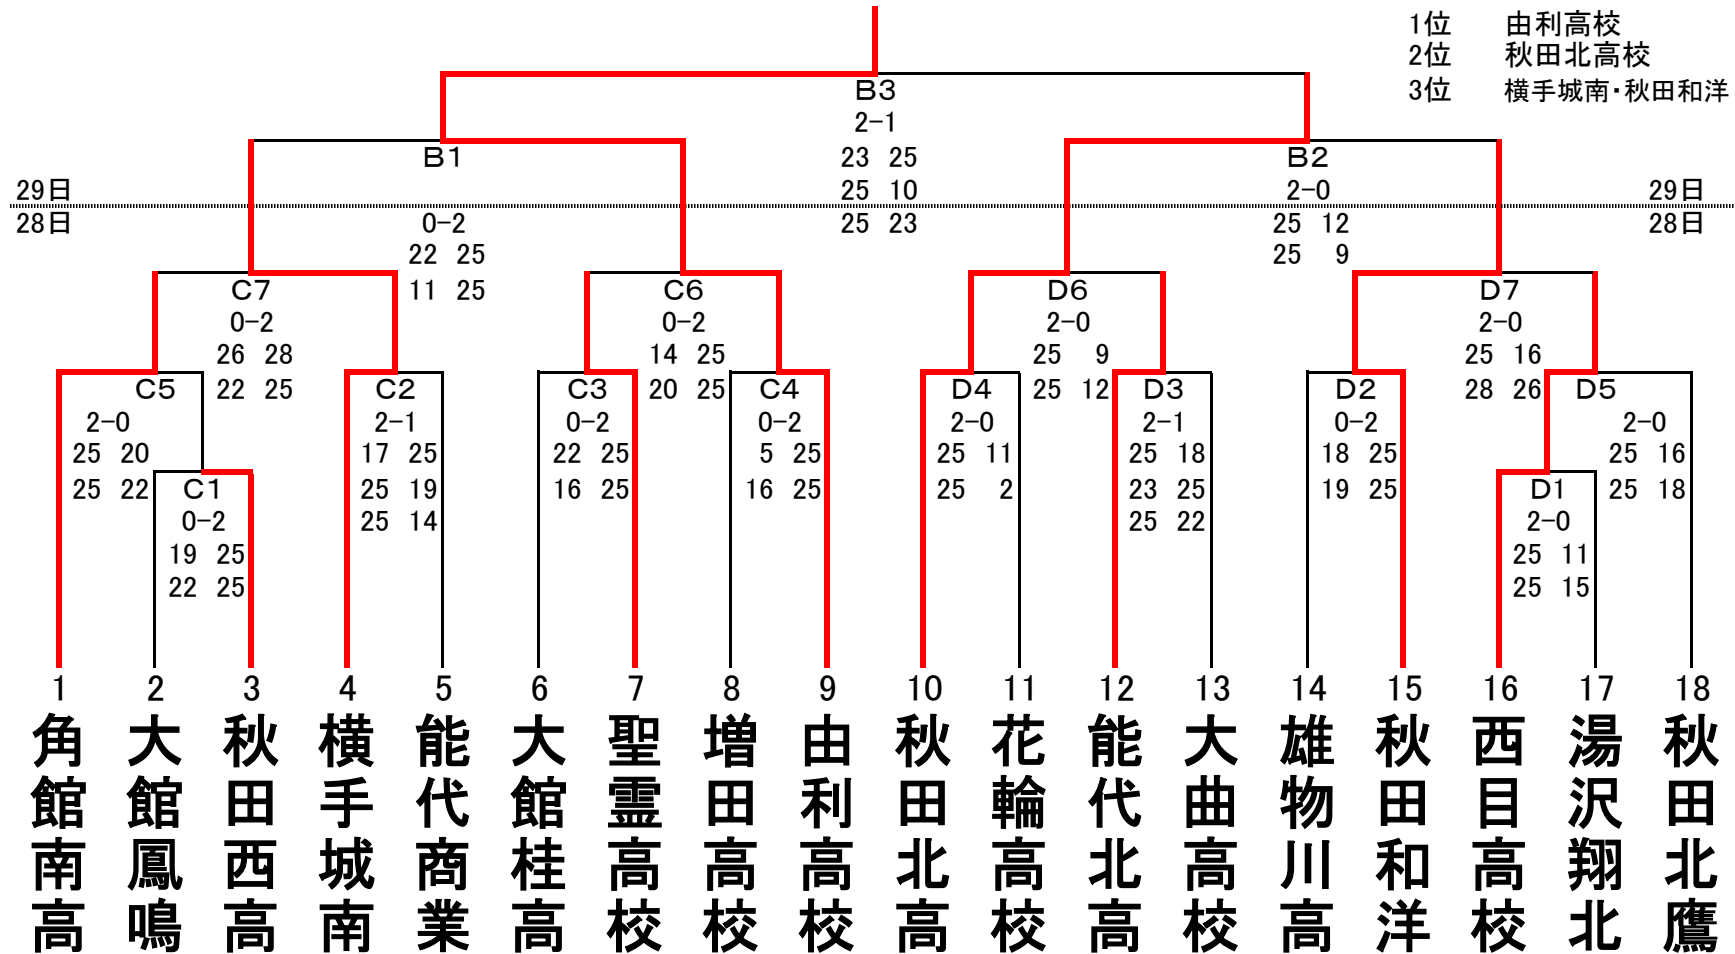 1位 由利高校
2位 秋田北高校
3位 横手城南・秋田和洋
B3
2-1
23 25
25 10
25 23
B1
0-2
22 25
11 25
B2
2-0
25 12
25 9
29日
28日
29日
28日
C7
0-2
26 28
22 25
C6
0-2
14 25
20 25
D6
2-0
25 9
25 12
D7
2-0
25 16
28 26
C5
2-0
25 20
25 22
C2
2-1
17 25
25 19
25 14
C3
0-2
22 25
16 25
C4
0-2
5 25
16 25
D4
2-0
25 11
25 2
D3
2-1
25 18
23 25
25 22
D2
0-2
18 25
19 25
D5
2-0
25 16
25 18
C1
0-2
19 25
22 25
D1
2-0
25 11
25 15
1 角館南高
2 大館鳳鳴
3 秋田西高
4 横手城南
5 能代商業
6 大館桂高
7 聖霊高校
8 増田高校
9 由利高校
10 秋田北高
11 花輪高校
12 能代北高
13 大曲高校
14 雄物川高
15 秋田和洋
16 西目高校
17 湯沢翔北
18 秋田北鷹